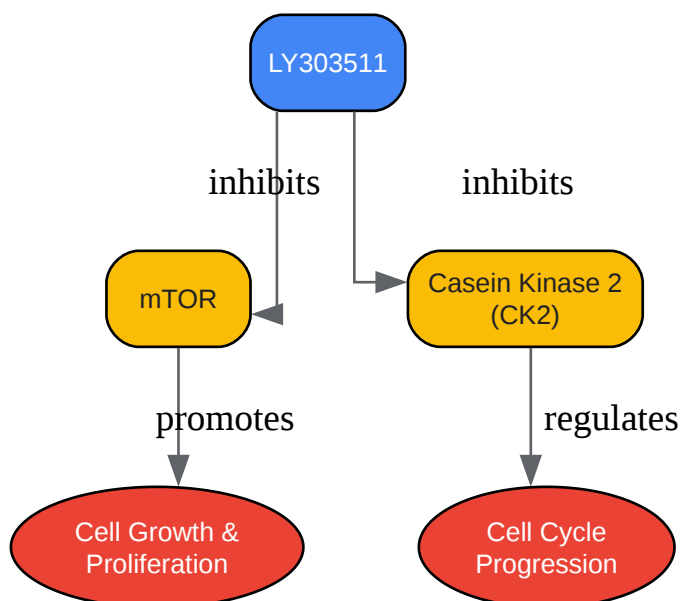 LY303511
inhibits
inhibits
mTOR
Casein Kinase 2
(CK2)
promotes
regulates
Cell Growth &
Proliferation
Cell Cycle
Progression